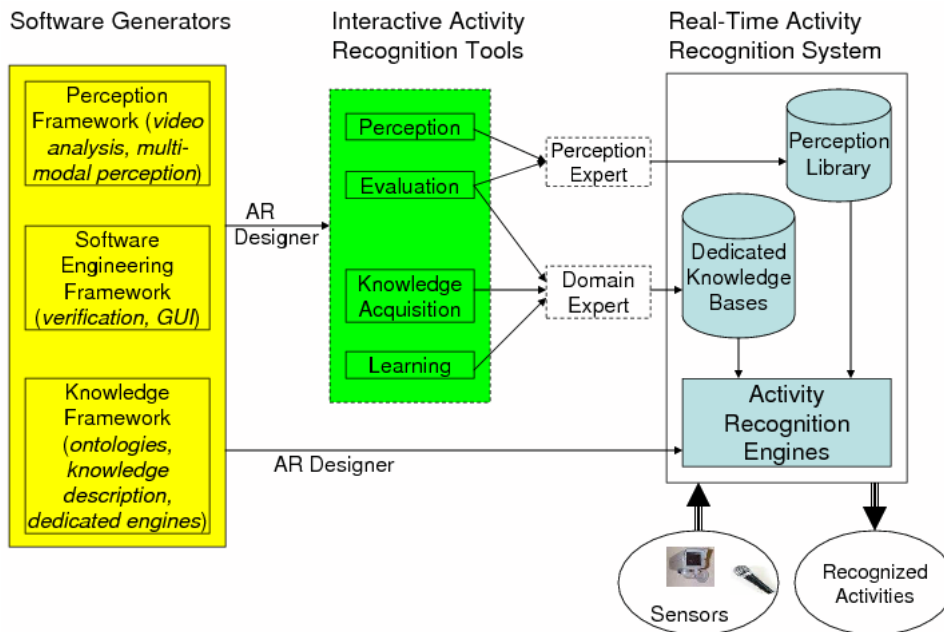 Software Generators
Interactive Activity
Recognition Tools
Real-Time Activity
Recognition System
Perception
Framework (video
analysis, multi-
modal perception)
Software
Engineering
Framework
(verification, GUI)
Knowledge
Framework
(ontologies,
knowledge
description,
dedicated engines)
AR
Designer
AR Designer
Perception
Evaluation
Knowledge
Acquisition
Learning
Perception
Expert
Domain
Expert
Perception
Library
Dedicated
Knowledge
Bases
Activity
Recognition
Engines
Sensors
Recognized
Activities